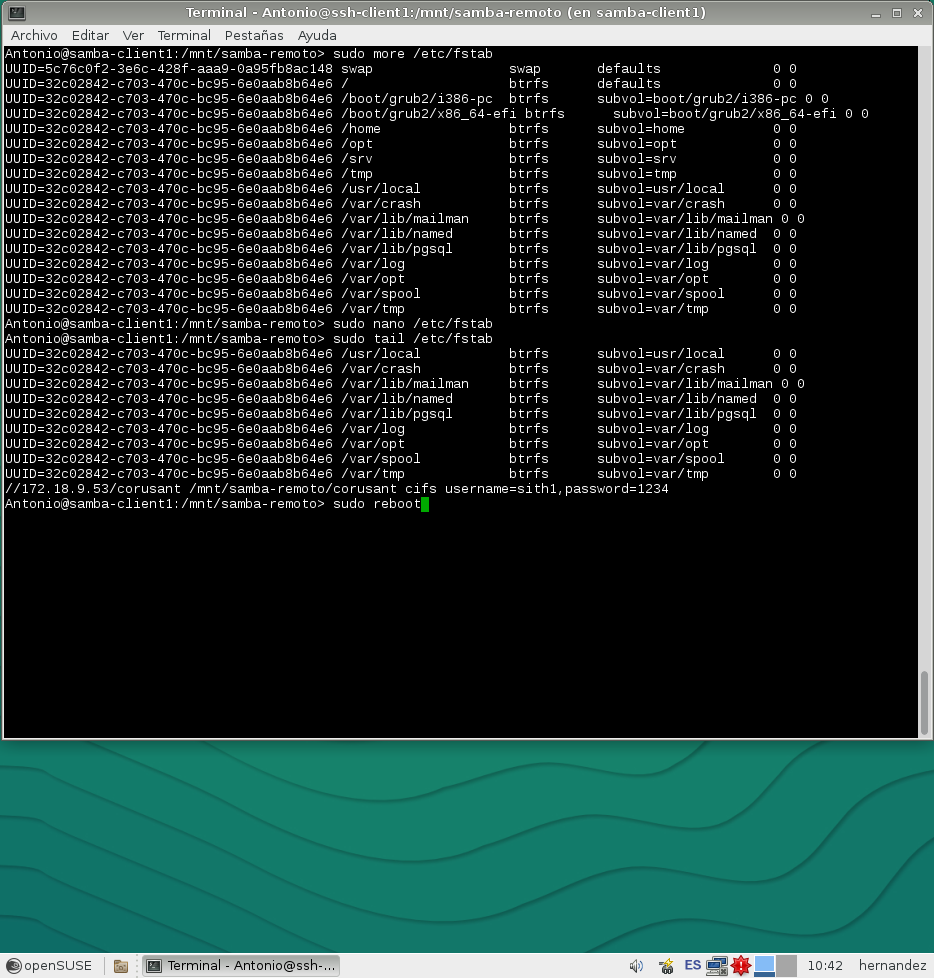 Terminal - Antonio@ssh-client1:/mnt/samba-remoto (en samba-client1)
Archivo Editar Ver Terminal Pestañas Ayuda
Antonio@samba-client1:/mnt/samba-remoto> sudo more /etc/fstab
UUID=5c76c0f2-3e6c-428f-aaa9-0a95fb8ac148 swap swap defaults 0 0
UUID=32c02842-c703-470c-bc95-6e0aab8b64e6 / btrfs defaults 0 0
UUID=32c02842-c703-470c-bc95-6e0aab8b64e6 /boot/grub2/i386-pc btrfs subvol=boot/grub2/i386-pc 0 0
UUID=32c02842-c703-470c-bc95-6e0aab8b64e6 /boot/grub2/x86_64-efi btrfs subvol=boot/grub2/x86_64-efi 0 0
UUID=32c02842-c703-470c-bc95-6e0aab8b64e6 /home btrfs subvol=home 0 0
UUID=32c02842-c703-470c-bc95-6e0aab8b64e6 /opt btrfs subvol=opt 0 0
UUID=32c02842-c703-470c-bc95-6e0aab8b64e6 /srv btrfs subvol=srv 0 0
UUID=32c02842-c703-470c-bc95-6e0aab8b64e6 /tmp btrfs subvol=tmp 0 0
UUID=32c02842-c703-470c-bc95-6e0aab8b64e6 /usr/local btrfs subvol=usr/local 0 0
UUID=32c02842-c703-470c-bc95-6e0aab8b64e6 /var/crash btrfs subvol=var/crash 0 0
UUID=32c02842-c703-470c-bc95-6e0aab8b64e6 /var/lib/mailman btrfs subvol=var/lib/mailman 0 0
UUID=32c02842-c703-470c-bc95-6e0aab8b64e6 /var/lib/named btrfs subvol=var/lib/named 0 0
UUID=32c02842-c703-470c-bc95-6e0aab8b64e6 /var/lib/pgsql btrfs subvol=var/lib/pgsql 0 0
UUID=32c02842-c703-470c-bc95-6e0aab8b64e6 /var/log btrfs subvol=var/log 0 0
UUID=32c02842-c703-470c-bc95-6e0aab8b64e6 /var/opt btrfs subvol=var/opt 0 0
UUID=32c02842-c703-470c-bc95-6e0aab8b64e6 /var/spool btrfs subvol=var/spool 0 0
UUID=32c02842-c703-470c-bc95-6e0aab8b64e6 /var/tmp btrfs subvol=var/tmp 0 0
Antonio@samba-client1:/mnt/samba-remoto> sudo nano /etc/fstab
Antonio@samba-client1:/mnt/samba-remoto> sudo tail /etc/fstab
UUID=32c02842-c703-470c-bc95-6e0aab8b64e6 /usr/local btrfs subvol=usr/local 0 0
UUID=32c02842-c703-470c-bc95-6e0aab8b64e6 /var/crash btrfs subvol=var/crash 0 0
UUID=32c02842-c703-470c-bc95-6e0aab8b64e6 /var/lib/mailman btrfs subvol=var/lib/mailman 0 0
UUID=32c02842-c703-470c-bc95-6e0aab8b64e6 /var/lib/named btrfs subvol=var/lib/named 0 0
UUID=32c02842-c703-470c-bc95-6e0aab8b64e6 /var/lib/pgsql btrfs subvol=var/lib/pgsql 0 0
UUID=32c02842-c703-470c-bc95-6e0aab8b64e6 /var/log btrfs subvol=var/log 0 0
UUID=32c02842-c703-470c-bc95-6e0aab8b64e6 /var/opt btrfs subvol=var/opt 0 0
UUID=32c02842-c703-470c-bc95-6e0aab8b64e6 /var/spool btrfs subvol=var/spool 0 0
UUID=32c02842-c703-470c-bc95-6e0aab8b64e6 /var/tmp btrfs subvol=var/tmp 0 0
//172.18.9.53/corusant /mnt/samba-remoto/corusant cifs username=sith1,password=1234
Antonio@samba-client1:/mnt/samba-remoto> sudo reboot
openSUSE Terminal - Antonio@ssh-... ES 10:42 hernandez